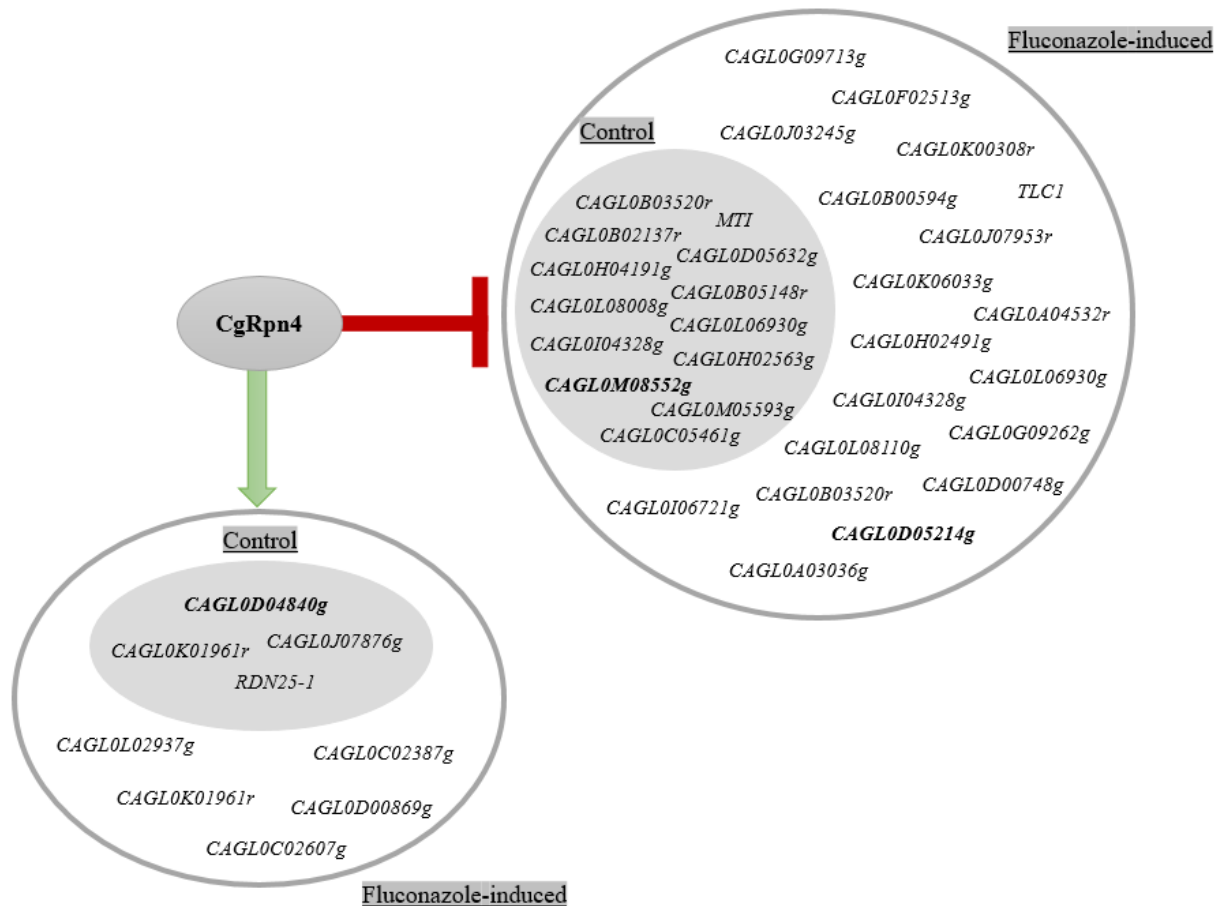 Fluconazole-induced
CAGL0G09713g
CAGL0F02513g
Control
CAGL0J03245g
CAGL0K00308r
CAGL0B03520r
MTI
CAGL0B00594g
TLC1
CAGL0B02137r
CAGL0D05632g
CAGL0J07953r
CAGL0H04191g
CAGL0B05148r
CAGL0K06033g
CAGL0L08008g
CAGL0L06930g
CAGL0A04532r
CgRpn4
CAGL0I04328g
CAGL0H02563g
CAGL0H02491g
CAGL0M08552g
CAGL0L06930g
CAGL0M05593g
CAGL0I04328g
CAGL0C05461g
CAGL0G09262g
CAGL0L08110g
CAGL0I06721g
CAGL0B03520r
CAGL0D00748g
CAGL0D05214g
CAGL0A03036g
Control
CAGL0D04840g
CAGL0K01961r
CAGL0J07876g
RDN25-1
CAGL0L02937g
CAGL0C02387g
CAGL0K01961r
CAGL0D00869g
CAGL0C02607g
Fluconazole-induced